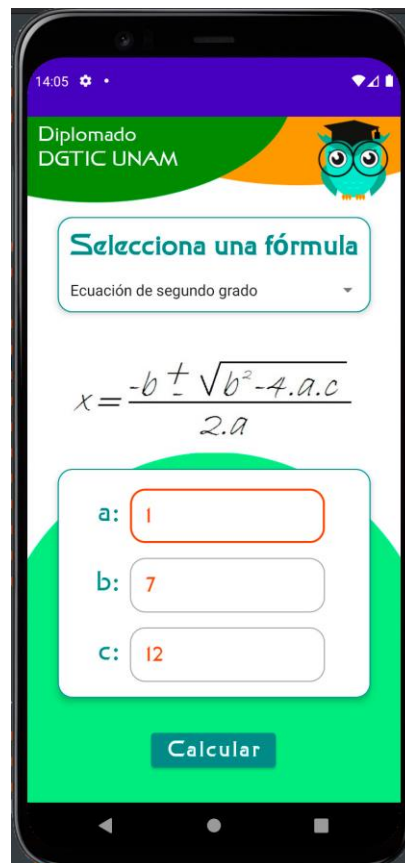 14:05
Diplomado
DGTIC UNAM
Selecciona una fórmula
Ecuación de segundo grado
x = -b ± √b²-4.a.c
2.a
a: 1
b: 7
c: 12
Calcular